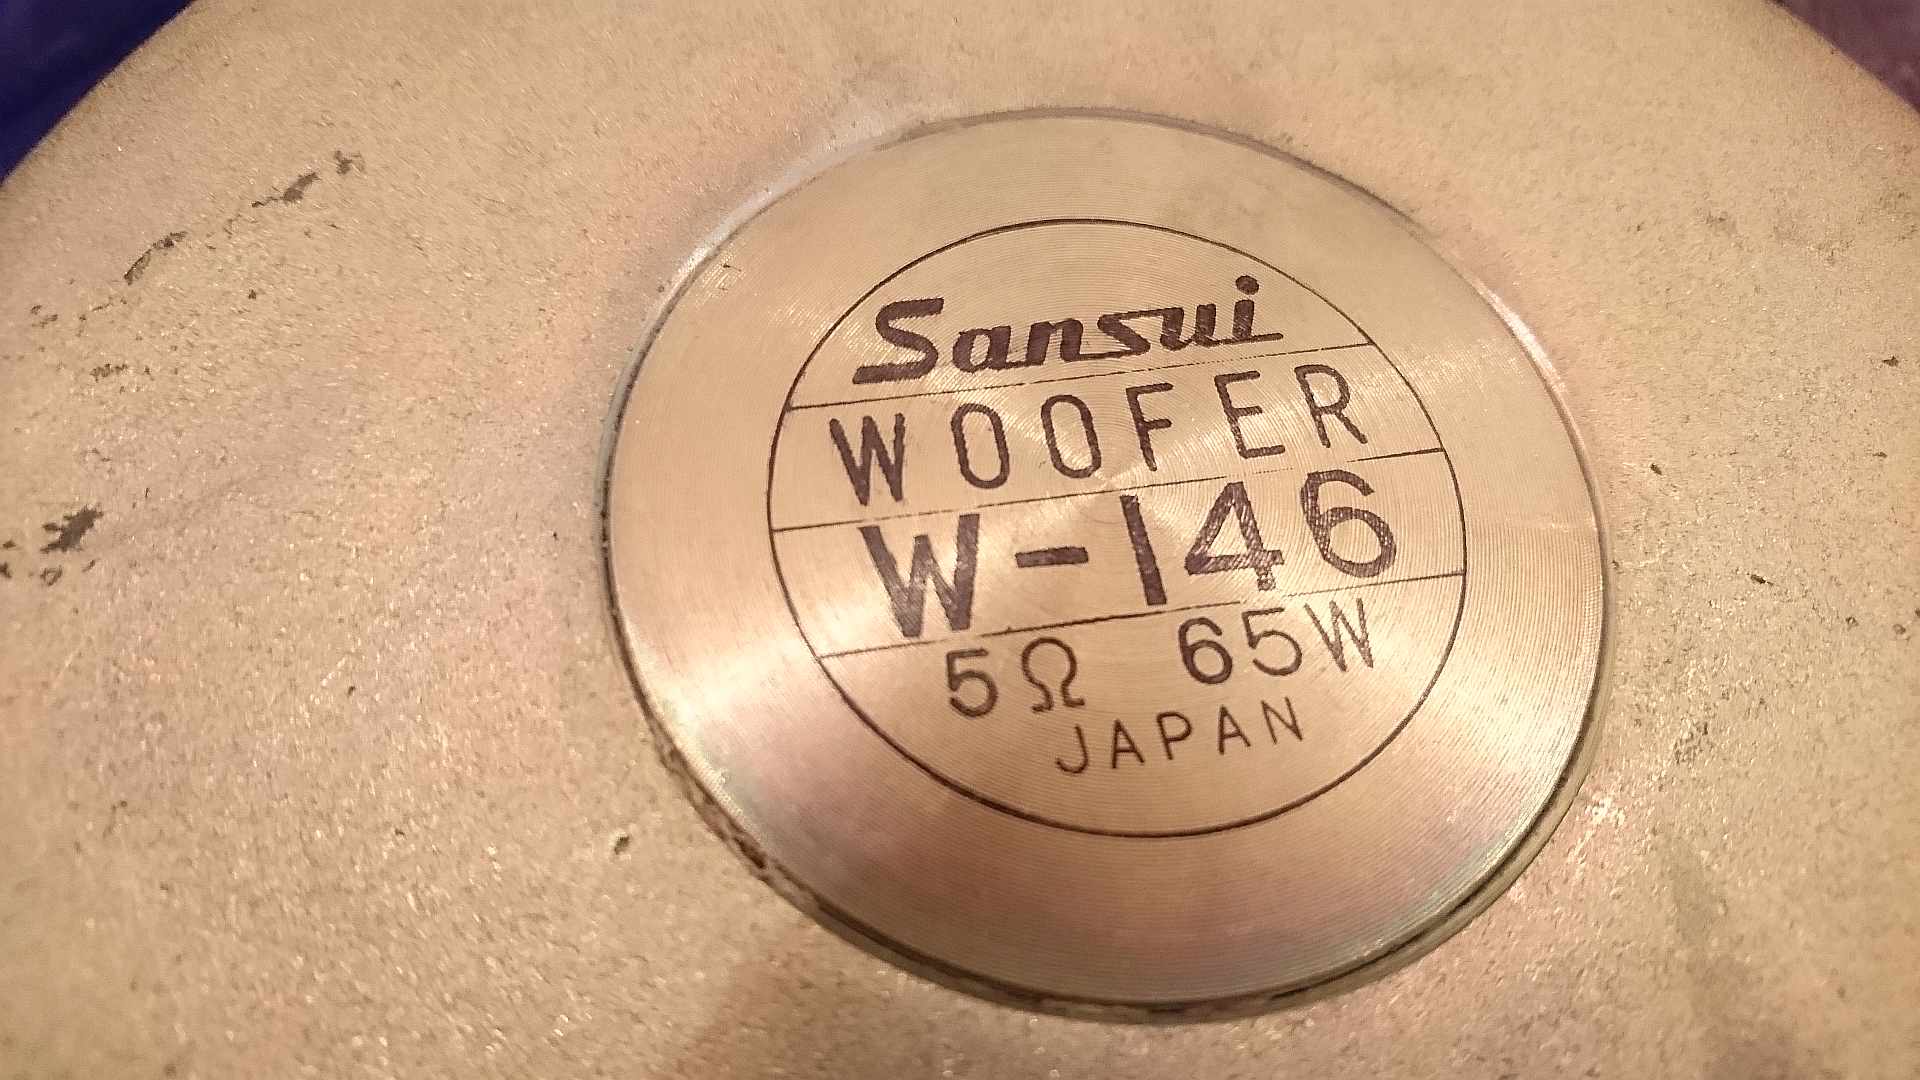 Sansui
WOOFER
W-146
5Ω 65W
JAPAN